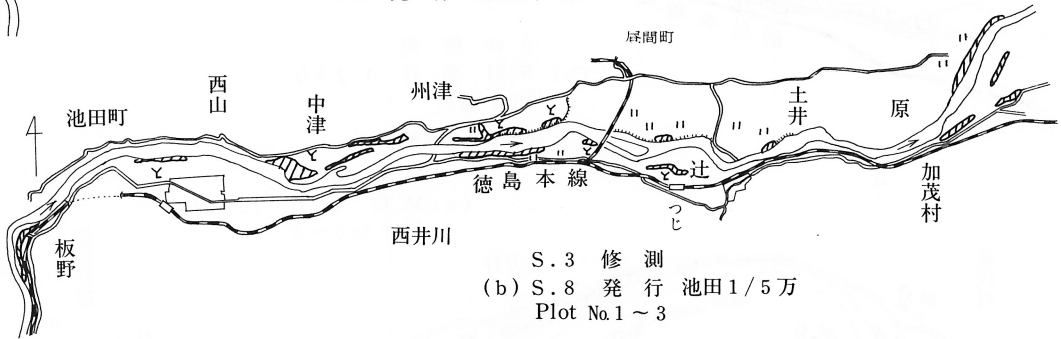 昼間町
池田町
西山
中津
州津
土井
原
徳島本線
辻
つじ
加茂村
板野
西井川
S.3 修測
(b) S.8 発行 池田1/5万
Plot No.1~3